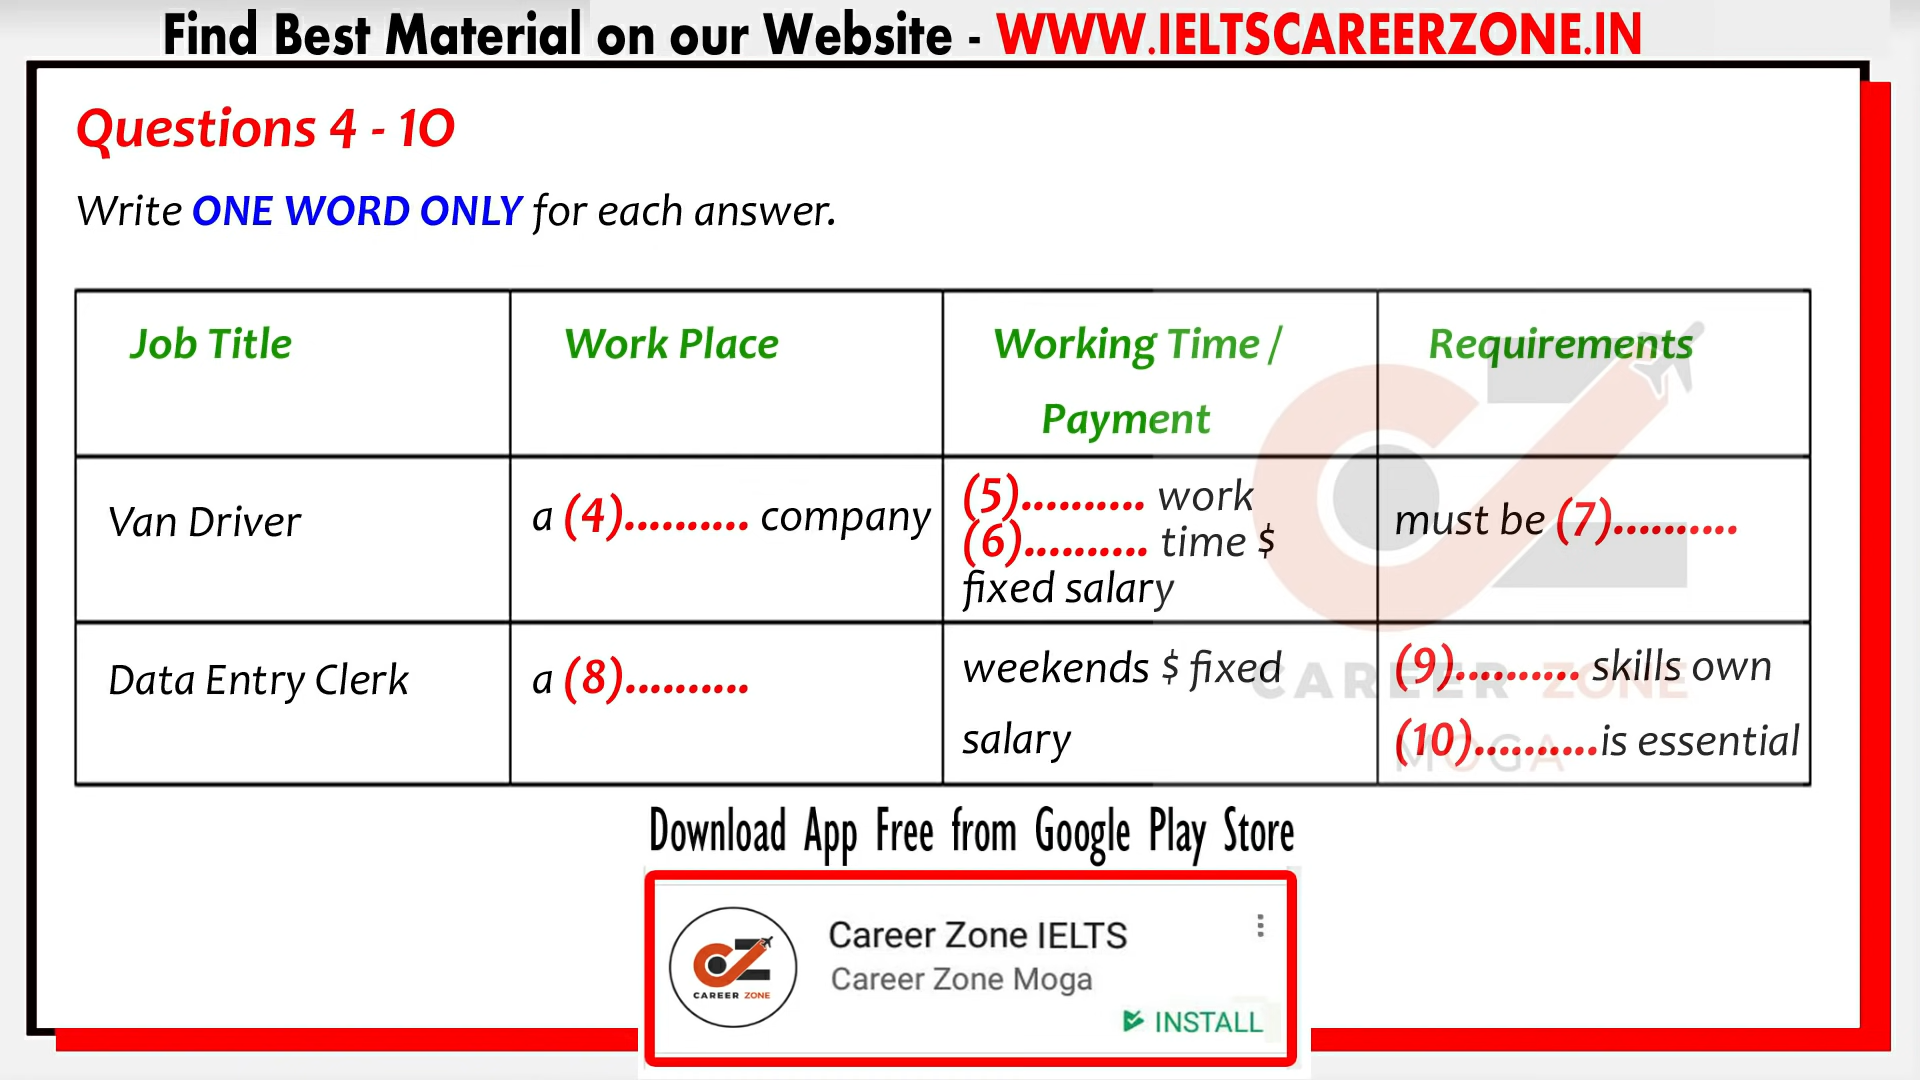 Find Best Material on our Website - WWW.IELTSCAREERZONE.IN
Questions 4 - 10
Write ONE WORD ONLY for each answer.
Job Title
Work Place
Working Time /
Payment
Requirements
Van Driver
a (4).......... company
(5).......... work
(6).......... time $
fixed salary
must be (7)..........
Data Entry Clerk
a (8)..........
weekends $ fixed
salary
(9).......... skills own
(10)..........is essential
CAREER ZONE
MOGA
Download App Free from Google Play Store
CAREER ZONE
Career Zone IELTS
Career Zone Moga
INSTALL